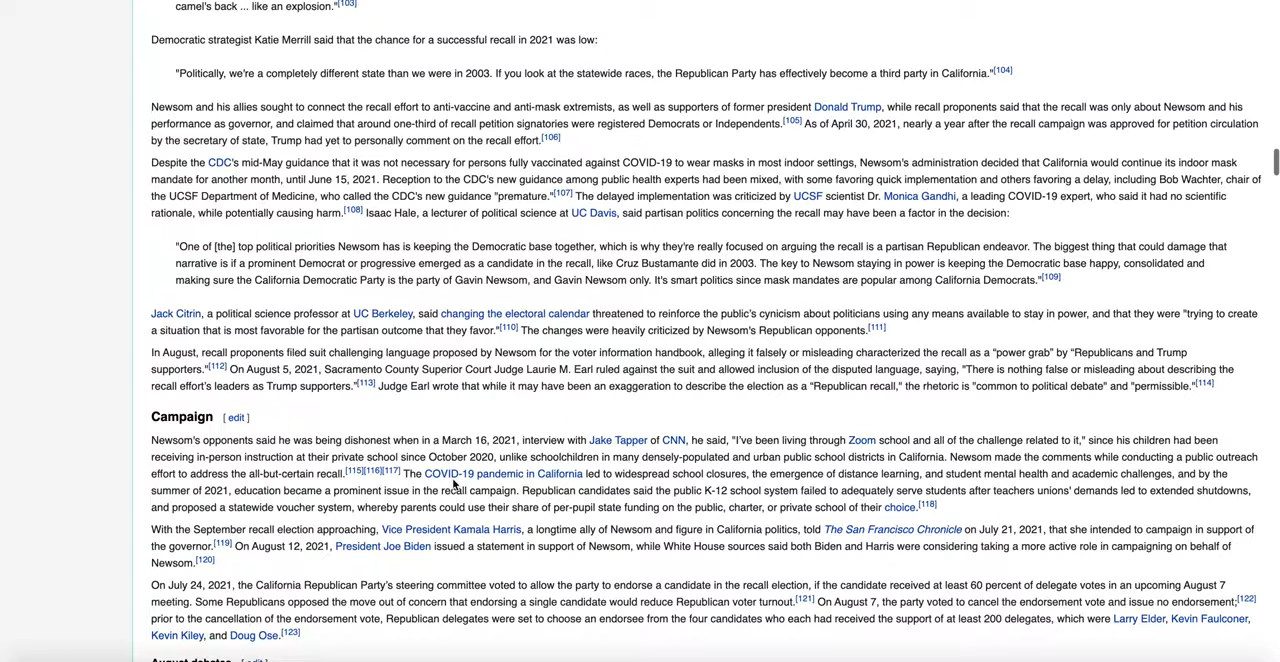 camel's back ... like an explosion."[103]
Democratic strategist Katie Merrill said that the chance for a successful recall in 2021 was low:
"Politically, we're a completely different state than we were in 2003. If you look at the statewide races, the Republican Party has effectively become a third party in California."[104]
Newsom and his allies sought to connect the recall effort to anti-vaccine and anti-mask extremists, as well as supporters of former president Donald Trump, while recall proponents said that the recall was only about Newsom and his
performance as governor, and claimed that around one-third of recall petition signatories were registered Democrats or Independents.[105] As of April 30, 2021, nearly a year after the recall campaign was approved for petition circulation
by the secretary of state, Trump had yet to personally comment on the recall effort.[106]
Despite the CDC's mid-May guidance that it was not necessary for persons fully vaccinated against COVID-19 to wear masks in most indoor settings, Newsom's administration decided that California would continue its indoor mask
mandate for another month, until June 15, 2021. Reception to the CDC's new guidance among public health experts had been mixed, with some favoring quick implementation and others favoring a delay, including Bob Wachter, chair of
the UCSF Department of Medicine, who called the CDC's new guidance "premature."[107] The delayed implementation was criticized by UCSF scientist Dr. Monica Gandhi, a leading COVID-19 expert, who said it had no scientific
rationale, while potentially causing harm.[108] Isaac Hale, a lecturer of political science at UC Davis, said partisan politics concerning the recall may have been a factor in the decision:
"One of [the] top political priorities Newsom has is keeping the Democratic base together, which is why they're really focused on arguing the recall is a partisan Republican endeavor. The biggest thing that could damage that
narrative is if a prominent Democrat or progressive emerged as a candidate in the recall, like Cruz Bustamante did in 2003. The key to Newsom staying in power is keeping the Democratic base happy, consolidated and
making sure the California Democratic Party is the party of Gavin Newsom, and Gavin Newsom only. It's smart politics since mask mandates are popular among California Democrats."[109]
Jack Citrin, a political science professor at UC Berkeley, said changing the electoral calendar threatened to reinforce the public's cynicism about politicians using any means available to stay in power, and that they were "trying to create
a situation that is most favorable for the partisan outcome that they favor."[110] The changes were heavily criticized by Newsom's Republican opponents.[111]
In August, recall proponents filed suit challenging language proposed by Newsom for the voter information handbook, alleging it falsely or misleading characterized the recall as a “power grab” by “Republicans and Trump
supporters."[112] On August 5, 2021, Sacramento County Superior Court Judge Laurie M. Earl ruled against the suit and allowed inclusion of the disputed language, saying, "There is nothing false or misleading about describing the
recall effort's leaders as Trump supporters."[113] Judge Earl wrote that while it may have been an exaggeration to describe the election as a "Republican recall," the rhetoric is "common to political debate" and "permissible."[114]
Campaign [ edit ]
Newsom's opponents said he was being dishonest when in a March 16, 2021, interview with Jake Tapper of CNN, he said, "I've been living through Zoom school and all of the challenge related to it," since his children had been
receiving in-person instruction at their private school since October 2020, unlike schoolchildren in many densely-populated and urban public school districts in California. Newsom made the comments while conducting a public outreach
effort to address the all-but-certain recall.[115][116][117] The COVID-19 pandemic in California led to widespread school closures, the emergence of distance learning, and student mental health and academic challenges, and by the
summer of 2021, education became a prominent issue in the recall campaign. Republican candidates said the public K-12 school system failed to adequately serve students after teachers unions' demands led to extended shutdowns,
and proposed a statewide voucher system, whereby parents could use their share of per-pupil state funding on the public, charter, or private school of their choice.[118]
With the September recall election approaching, Vice President Kamala Harris, a longtime ally of Newsom and figure in California politics, told The San Francisco Chronicle on July 21, 2021, that she intended to campaign in support of
the governor.[119] On August 12, 2021, President Joe Biden issued a statement in support of Newsom, while White House sources said both Biden and Harris were considering taking a more active role in campaigning on behalf of
Newsom.[120]
On July 24, 2021, the California Republican Party's steering committee voted to allow the party to endorse a candidate in the recall election, if the candidate received at least 60 percent of delegate votes in an upcoming August 7
meeting. Some Republicans opposed the move out of concern that endorsing a single candidate would reduce Republican voter turnout.[121] On August 7, the party voted to cancel the endorsement vote and issue no endorsement;[122]
prior to the cancellation of the endorsement vote, Republican delegates were set to choose an endorsee from the four candidates who each had received the support of at least 200 delegates, which were Larry Elder, Kevin Faulconer,
Kevin Kiley, and Doug Ose.[123]
August debates [ edit ]